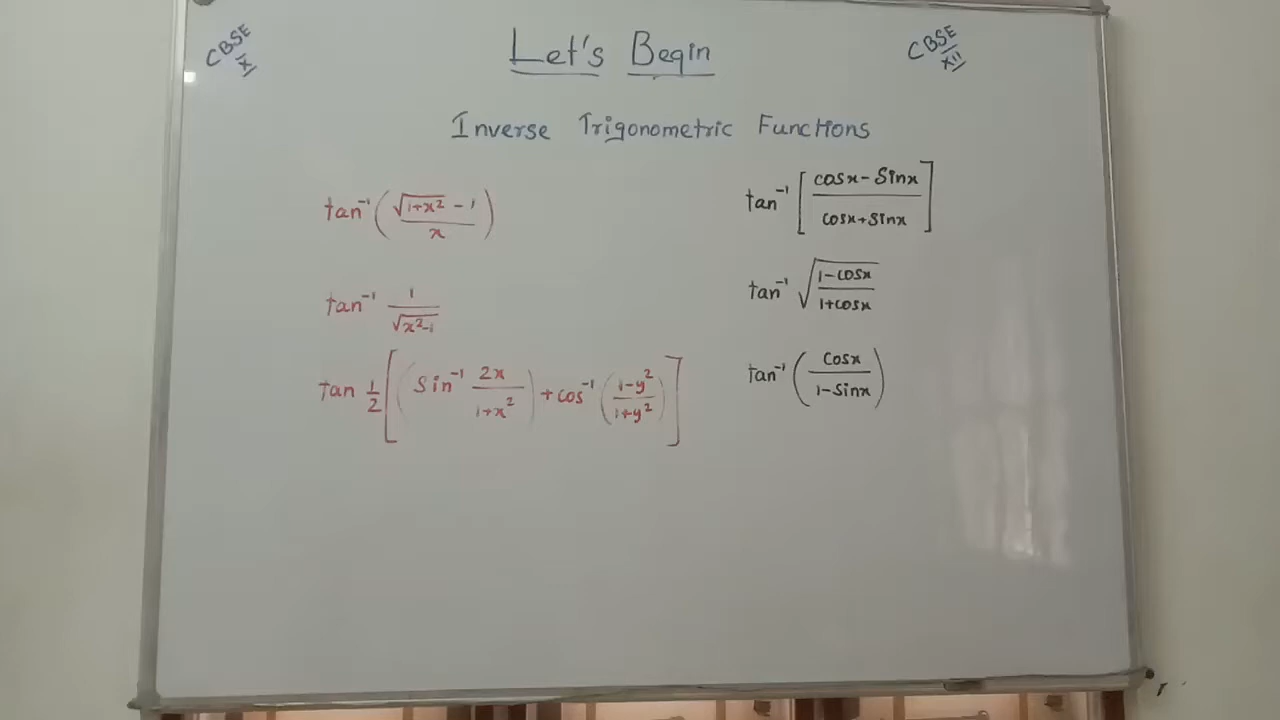 CBSE X
Let's Begin
CBSE XII
Inverse Trigonometric Functions
tan⁻¹ ( (√(1+x²) - 1) / x )
tan⁻¹ 1 / √(x²-1)
tan 1/2 [ ( Sin⁻¹ 2x / (1+x²) ) + cos⁻¹ ( (1-y²) / (1+y²) ) ]
tan⁻¹ [ (cosx - Sinx) / (cosx + Sinx) ]
tan⁻¹ √( (1-cosx) / (1+cosx) )
tan⁻¹ ( Cosx / (1-Sinx) )